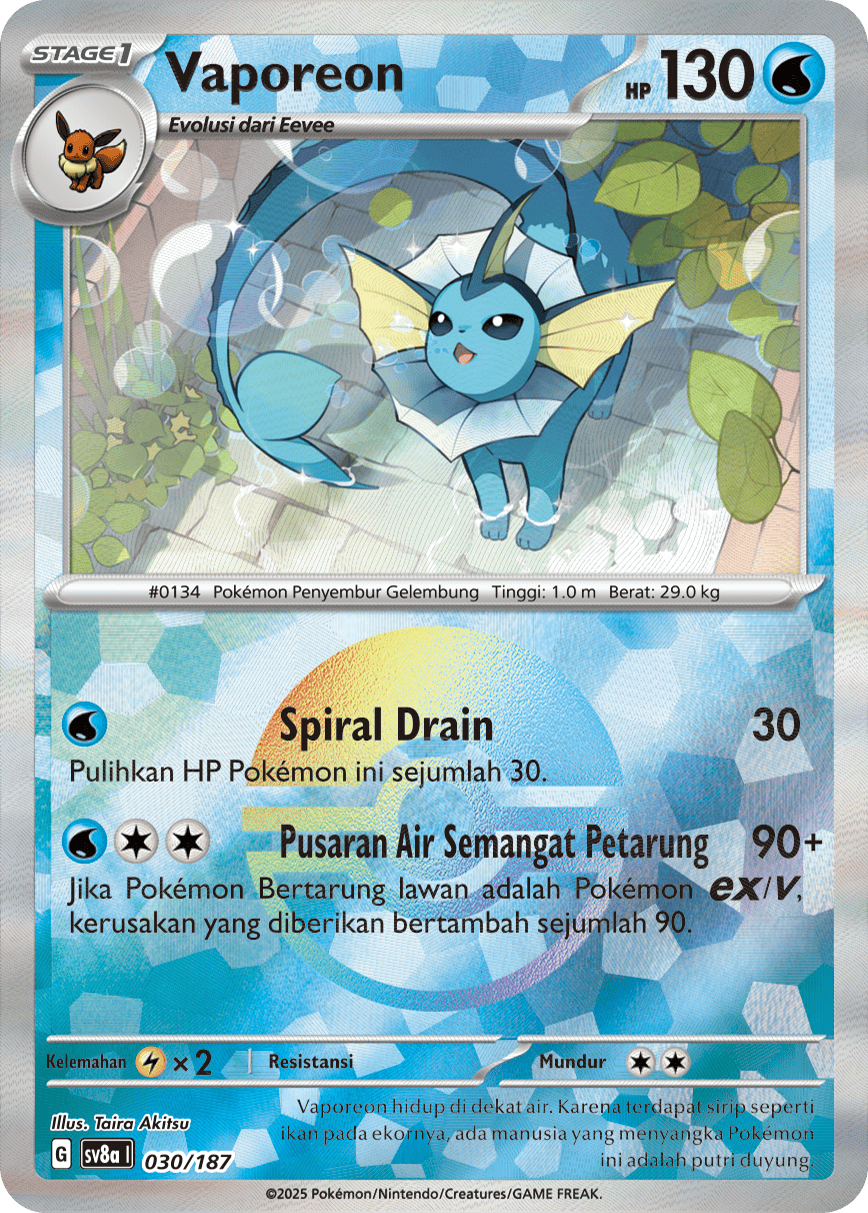 STAGE1
Vaporeon
HP 130
Evolusi dari Eevee
#0134 Pokémon Penyembur Gelembung Tinggi: 1.0 m Berat: 29.0 kg
Spiral Drain 30
Pulihkan HP Pokémon ini sejumlah 30.
Pusaran Air Semangat Petarung 90+
Jika Pokémon Bertarung lawan adalah Pokémon ex/V,
kerusakan yang diberikan bertambah sejumlah 90.
Kelemahan ×2 Resistansi Mundur
Vaporeon hidup di dekat air. Karena terdapat sirip seperti
ikan pada ekornya, ada manusia yang menyangka Pokémon
ini adalah putri duyung.
Illus. Taira Akitsu
G sv8a I 030/187
©2025 Pokémon/Nintendo/Creatures/GAME FREAK.